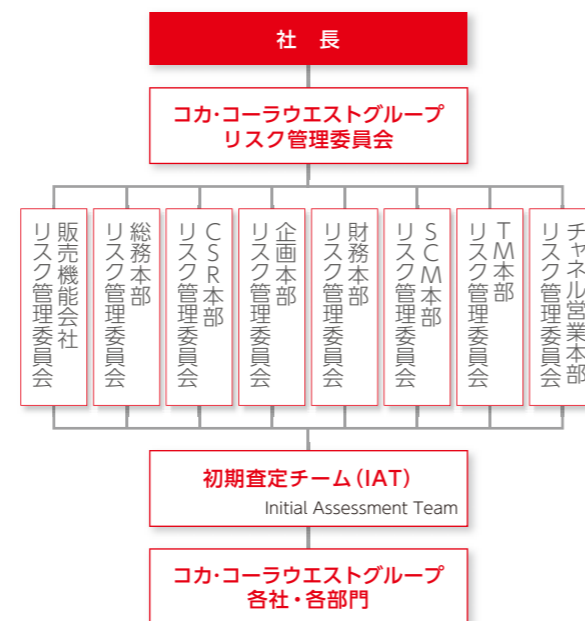 社 長
コカ・コーラウエストグループ
リスク管理委員会
販売機能会社
リスク管理委員会
総務本部
リスク管理委員会
CSR本部
リスク管理委員会
企画本部
リスク管理委員会
財務本部
リスク管理委員会
SCM本部
リスク管理委員会
TM本部
リスク管理委員会
チャネル営業本部
リスク管理委員会
初期査定チーム(IAT)
Initial Assessment Team
コカ・コーラウエストグループ
各社・各部門